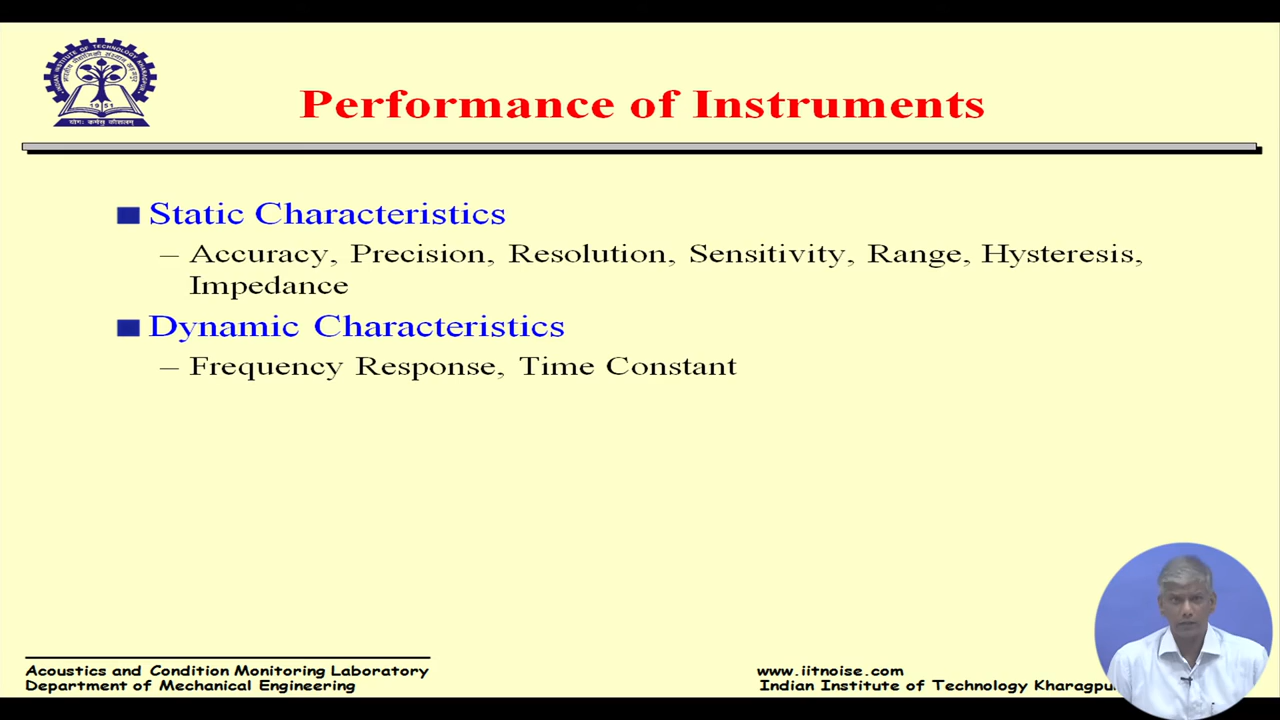 Performance of Instruments
Static Characteristics
– Accuracy, Precision, Resolution, Sensitivity, Range, Hysteresis,
Impedance
Dynamic Characteristics
– Frequency Response, Time Constant
Acoustics and Condition Monitoring Laboratory
Department of Mechanical Engineering
www.iitnoise.com
Indian Institute of Technology Kharagpu